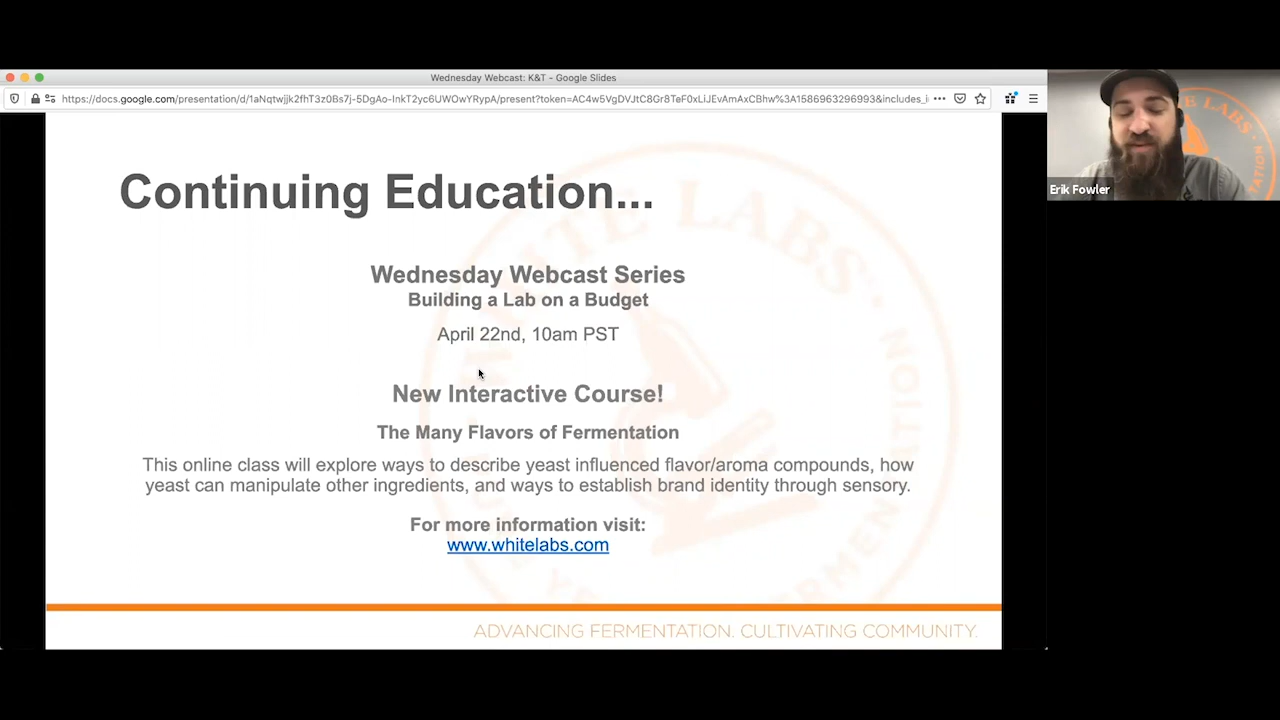 Wednesday Webcast: K&T - Google Slides
https://docs.google.com/presentation/d/1aNqtwjjk2fhT3z0Bs7j-5DgAo-InkT2yc6UWOwYRypA/present?token=AC4w5VgDVJtC8Gr8TeF0xLiJEvAmAxCBhw%3A1586963296993&includes_i
Erik Fowler
Continuing Education...
Wednesday Webcast Series
Building a Lab on a Budget
April 22nd, 10am PST
New Interactive Course!
The Many Flavors of Fermentation
This online class will explore ways to describe yeast influenced flavor/aroma compounds, how
yeast can manipulate other ingredients, and ways to establish brand identity through sensory.
For more information visit:
www.whitelabs.com
WHITE LABS
FERMENTATION
ADVANCING FERMENTATION. CULTIVATING COMMUNITY.